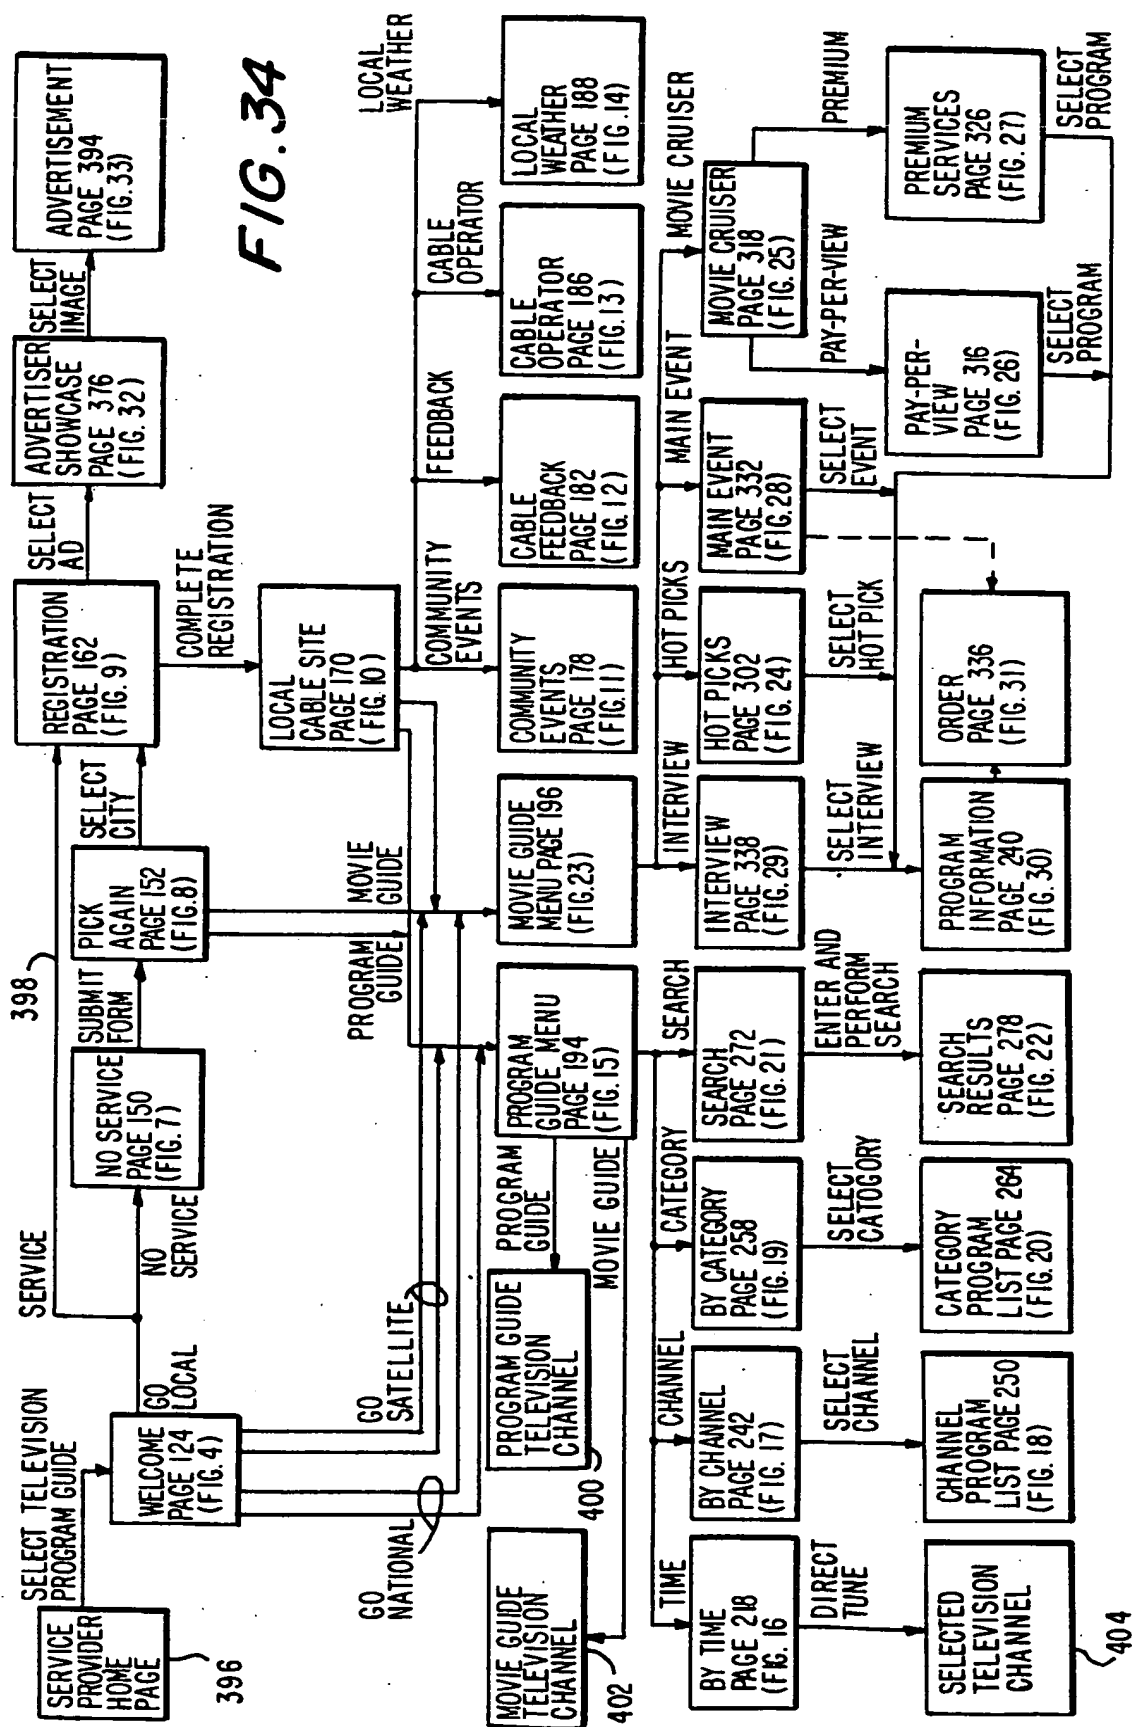 FIG. 34
SERVICE
PROVIDER
HOME
PAGE
396
SELECT TELEVISION
PROGRAM GUIDE
WELCOME
PAGE 124
(FIG. 4)
GO
LOCAL
SERVICE
NO
SERVICE
NO SERVICE
PAGE 150
(FIG. 7)
SUBMIT
FORM
PICK
AGAIN
PAGE 152
(FIG. 8)
SELECT
CITY
398
REGISTRATION
PAGE 162
(FIG. 9)
SELECT
AD
ADVERTISER
SHOWCASE
PAGE 376
(FIG. 32)
SELECT
IMAGE
ADVERTISEMENT
PAGE 394
(FIG. 33)
COMPLETE
REGISTRATION
LOCAL
CABLE SITE
PAGE 170
(FIG. 10)
GO
NATIONAL
GO
SATELLITE
PROGRAM
GUIDE
MOVIE
GUIDE
COMMUNITY
EVENTS
FEEDBACK
CABLE
OPERATOR
LOCAL
WEATHER
MOVIE GUIDE
TELEVISION
CHANNEL
402
PROGRAM GUIDE
TELEVISION
CHANNEL
400
PROGRAM
GUIDE
MOVIE GUIDE
PROGRAM
GUIDE MENU
PAGE 194
(FIG. 15)
MOVIE GUIDE
MENU PAGE 196
(FIG. 23)
COMMUNITY
EVENTS
PAGE 178
(FIG. 11)
CABLE
FEEDBACK
PAGE 182
(FIG. 12)
CABLE
OPERATOR
PAGE 186
(FIG. 13)
LOCAL
WEATHER
PAGE 188
(FIG. 14)
TIME
CHANNEL
CATEGORY
SEARCH
INTERVIEW
HOT PICKS
MAIN EVENT
MOVIE CRUISER
BY TIME
PAGE 218
(FIG. 16
BY CHANNEL
PAGE 242
(FIG. 17)
BY CATEGORY
PAGE 258
(FIG. 19)
SEARCH
PAGE 272
(FIG. 21)
INTERVIEW
PAGE 338
(FIG. 29)
HOT PICKS
PAGE 302
(FIG. 24)
MAIN EVENT
PAGE 332
(FIG. 28)
MOVIE CRUISER
PAGE 318
(FIG. 25)
PAY-PER-VIEW
PREMIUM
DIRECT
TUNE
SELECT
CHANNEL
SELECT
CATOGORY
ENTER AND
PERFORM
SEARCH
SELECT
INTERVIEW
SELECT
HOT PICK
SELECT
EVENT
PAY-PER-
VIEW
PAGE 316
(FIG. 26)
PREMIUM
SERVICES
PAGE 326
(FIG. 27)
SELECT
PROGRAM
SELECT
PROGRAM
SELECTED
TELEVISION
CHANNEL
404
CHANNEL
PROGRAM
LIST PAGE 250
(FIG. 18)
CATEGORY
PROGRAM
LIST PAGE 264
(FIG. 20)
SEARCH
RESULTS
PAGE 278
(FIG. 22)
PROGRAM
INFORMATION
PAGE 240
(FIG. 30)
ORDER
PAGE 336
(FIG. 31)